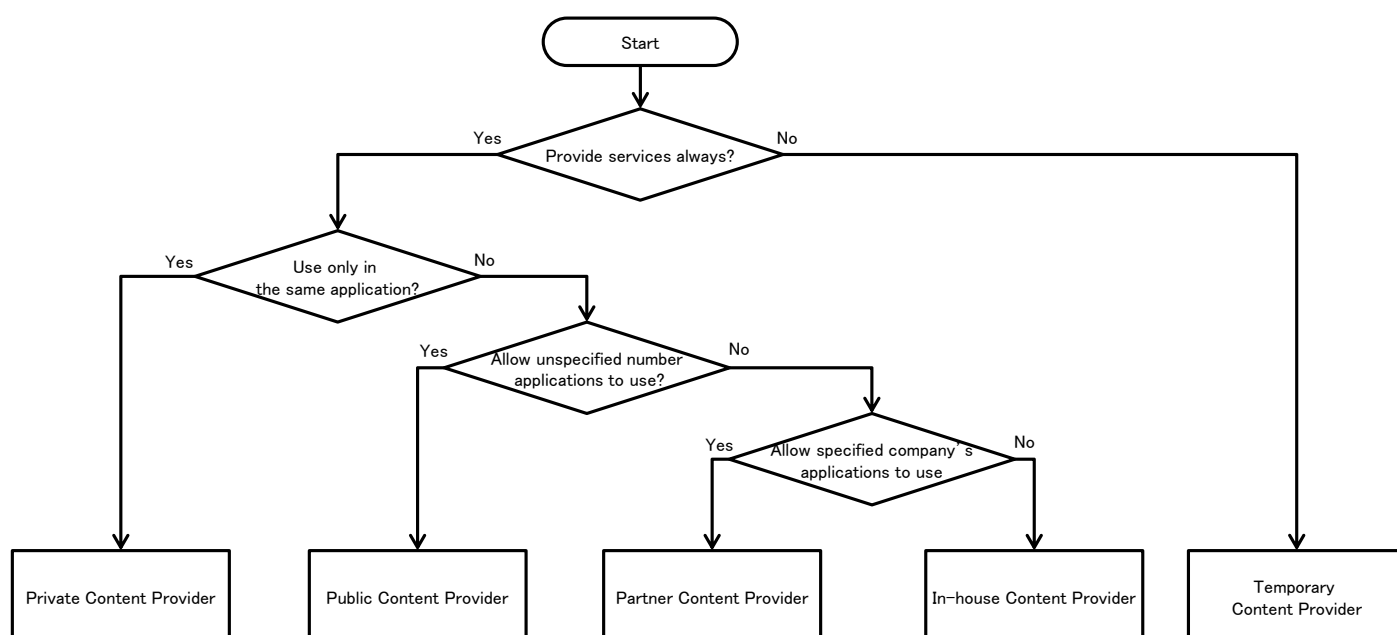 Start
Yes
No
Provide services always?
Yes
No
Use only in
the same application?
Yes
No
Allow unspecified number
applications to use?
Yes
No
Allow specified company’s
applications to use
Private Content Provider
Public Content Provider
Partner Content Provider
In-house Content Provider
Temporary
Content Provider